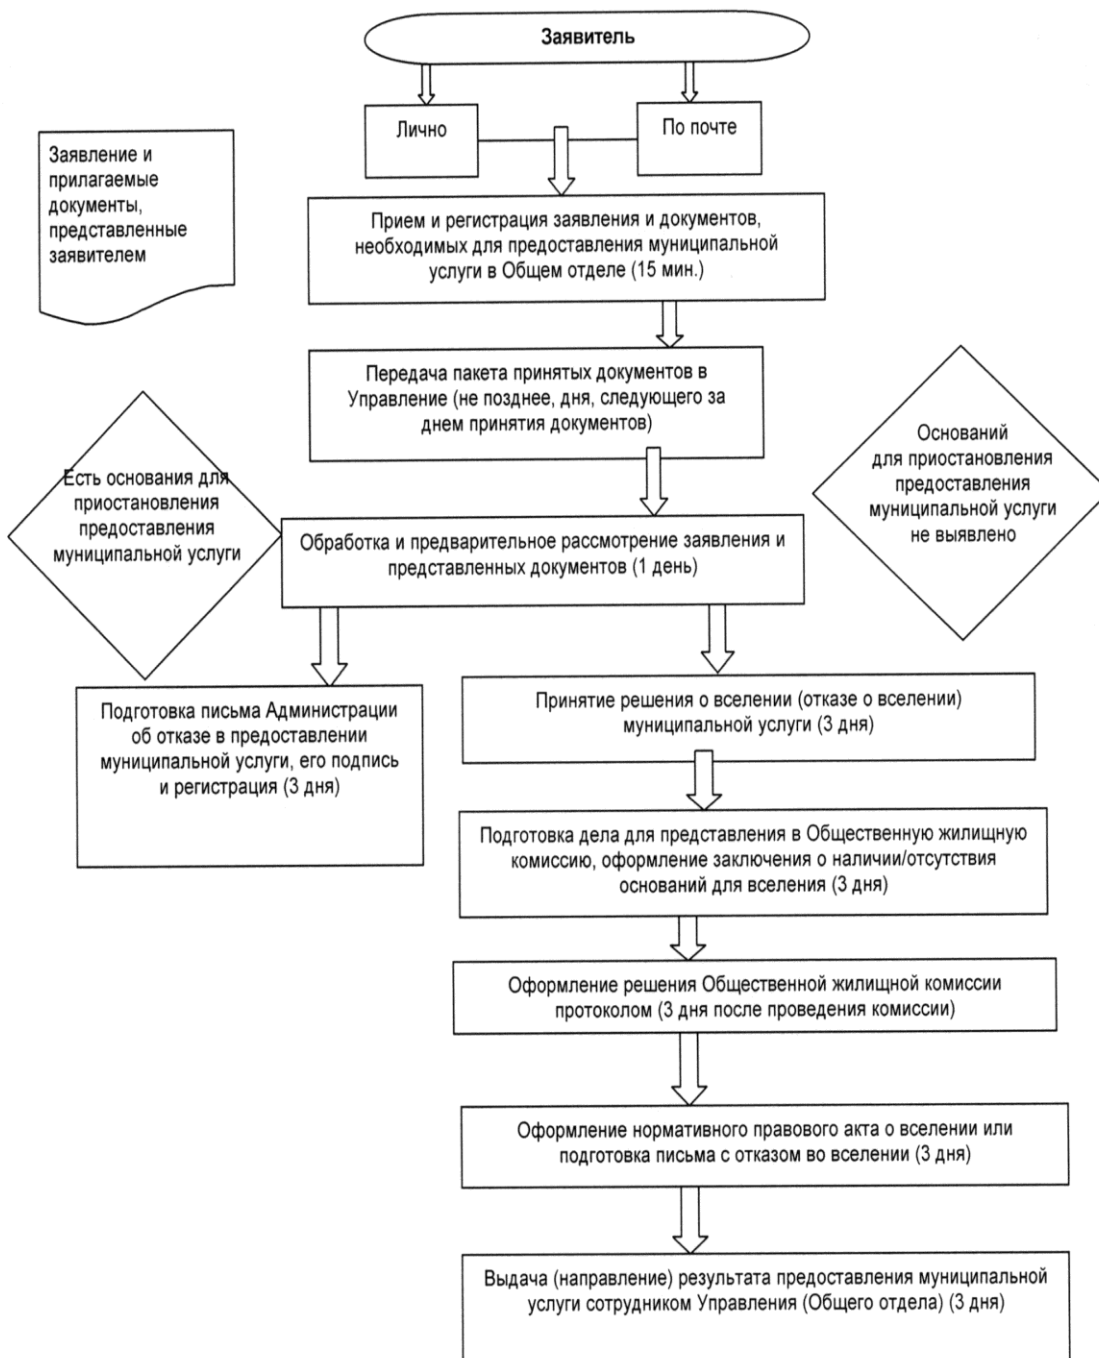 Заявитель
Лично
По почте
Заявление и
прилагаемые
документы,
представленные
заявителем
Прием и регистрация заявления и документов,
необходимых для предоставления муниципальной
услуги в Общем отделе (15 мин.)
Передача пакета принятых документов в
Управление (не позднее, дня, следующего за
днем принятия документов)
Есть основания для
приостановления
предоставления
муниципальной услуги
Оснований
для приостановления
предоставления
муниципальной услуги
не выявлено
Обработка и предварительное рассмотрение заявления и
представленных документов (1 день)
Подготовка письма Администрации
об отказе в предоставлении
муниципальной услуги, его подпись
и регистрация (3 дня)
Принятие решения о вселении (отказе о вселении)
муниципальной услуги (3 дня)
Подготовка дела для представления в Общественную жилищную
комиссию, оформление заключения о наличии/отсутствия
оснований для вселения (3 дня)
Оформление решения Общественной жилищной комиссии
протоколом (3 дня после проведения комиссии)
Оформление нормативного правового акта о вселении или
подготовка письма с отказом во вселении (3 дня)
Выдача (направление) результата предоставления муниципальной
услуги сотрудником Управления (Общего отдела) (3 дня)